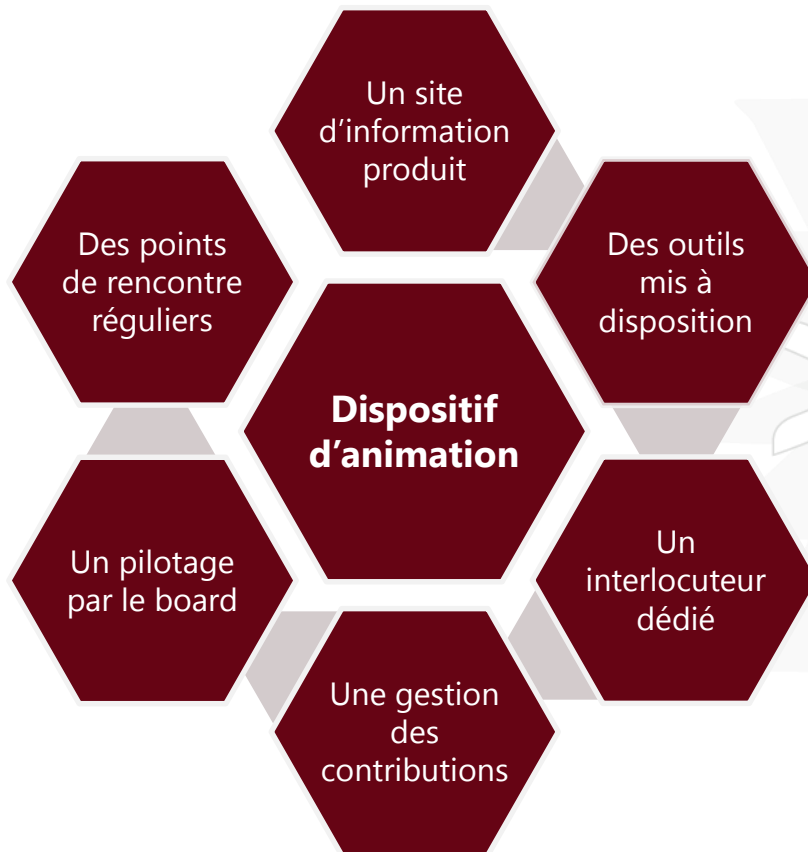 Un site
d’information
produit
Des points
de rencontre
réguliers
Des outils
mis à
disposition
Dispositif
d’animation
Un pilotage
par le board
Un
interlocuteur
dédié
Une gestion
des
contributions